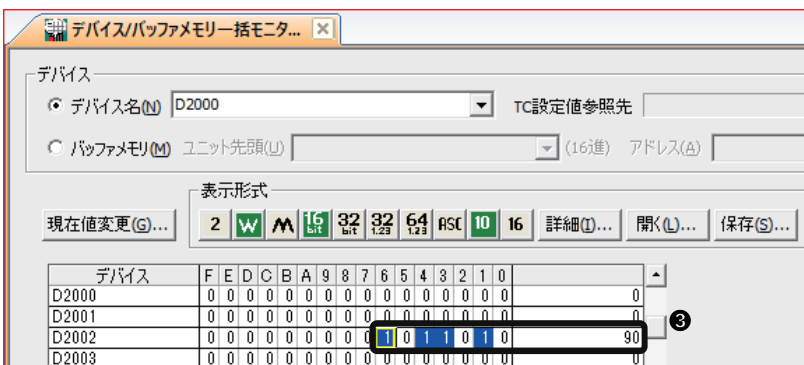 デバイス/バッファメモリ一括モニタ...
デバイス
デバイス名(N) D2000 TC設定値参照先
バッファメモリ(M) ユニット先頭(U) (16進) アドレス(A)
表示形式
現在値変更(G)... 2 W M 16bit 32bit 32 1.23 64 1.23 ASC 10 16 詳細(I)... 開く(L)... 保存(S)...
デバイス F E D C B A 9 8 7 6 5 4 3 2 1 0
D2000 0 0 0 0 0 0 0 0 0 0 0 0 0 0 0 0 0
D2001 0 0 0 0 0 0 0 0 0 0 0 0 0 0 0 0 0
D2002 0 0 0 0 0 0 0 0 0 1 0 1 1 0 1 0 90 ❸
D2003 0 0 0 0 0 0 0 0 0 0 0 0 0 0 0 0 0